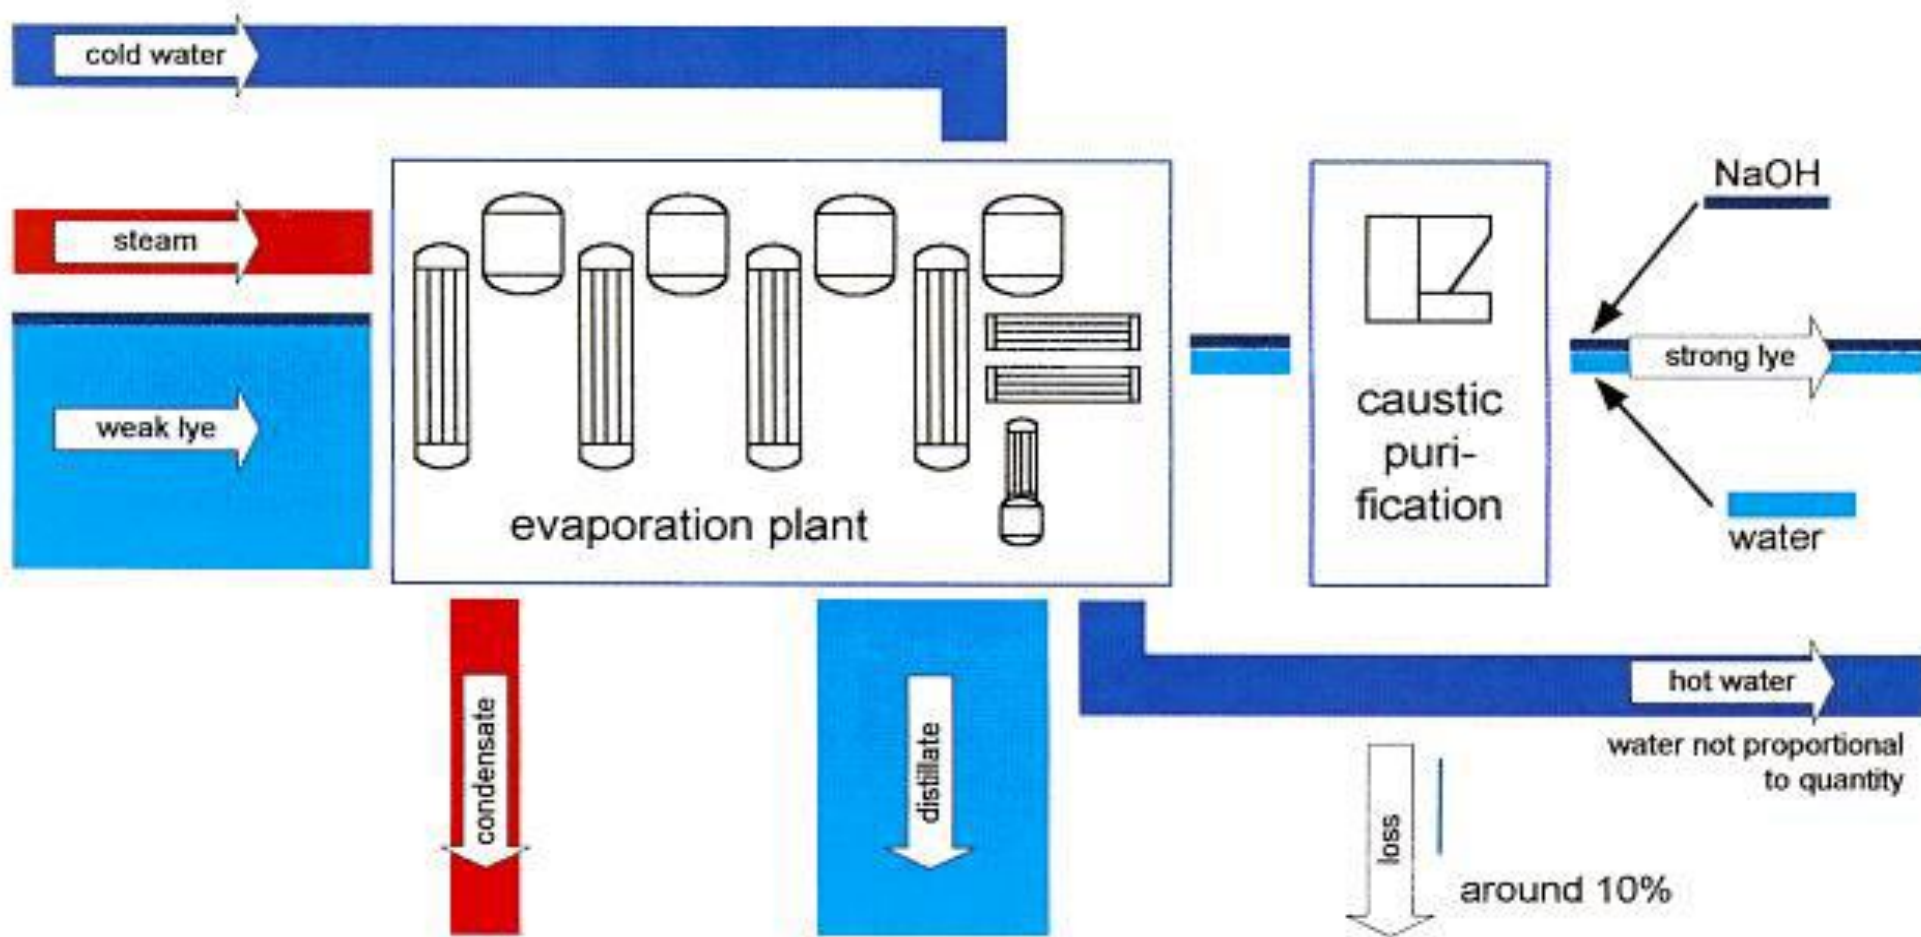 cold water
steam
weak lye
evaporation plant
caustic
puri-
fication
NaOH
strong lye
water
hot water
water not proportional
to quantity
condensate
distillate
loss
around 10%